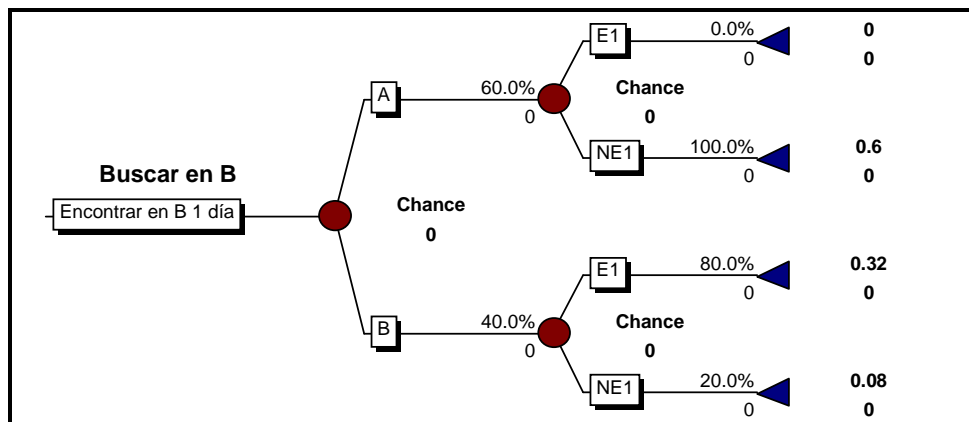 E1 0.0% 0
0 0
A 60.0% Chance
0 0
NE1 100.0% 0.6
0 0
Buscar en B
Encontrar en B 1 día Chance
0
E1 80.0% 0.32
0 0
B 40.0% Chance
0 0
NE1 20.0% 0.08
0 0